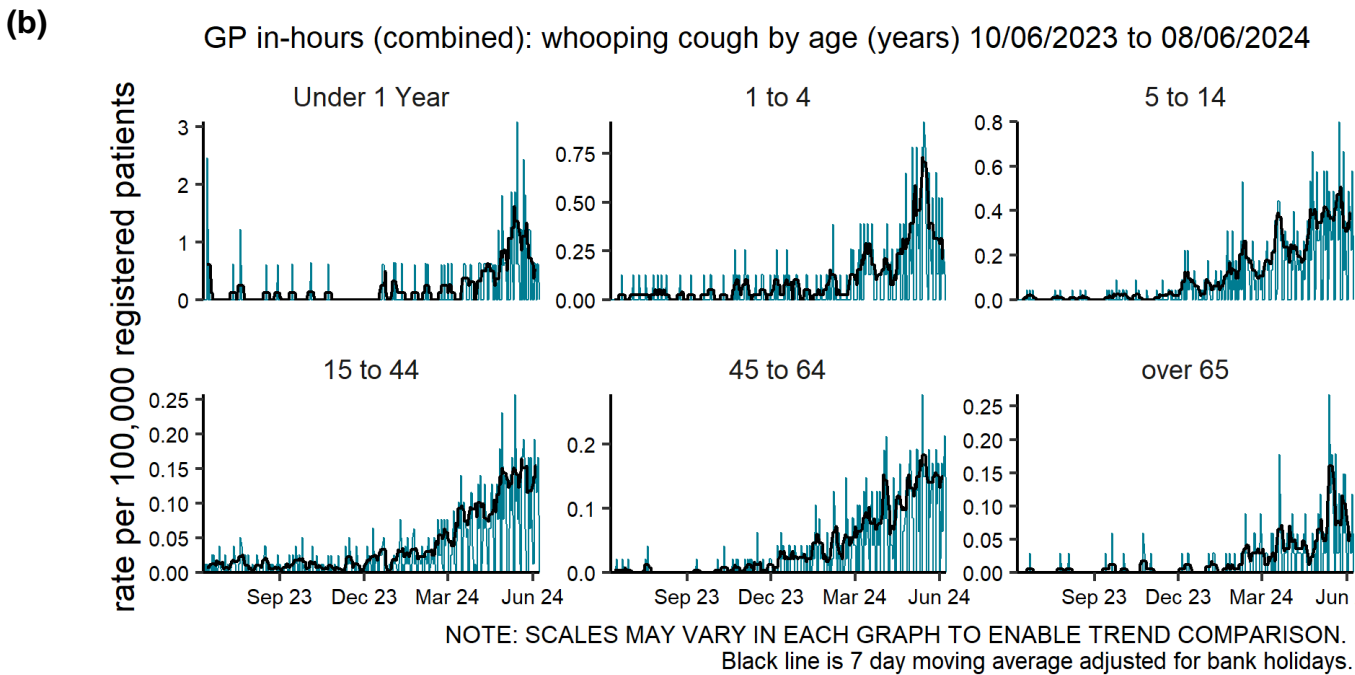 (b)
GP in-hours (combined): whooping cough by age (years) 10/06/2023 to 08/06/2024
rate per 100,000 registered patients
Under 1 Year
1 to 4
5 to 14
3
2
1
0
0.75
0.50
0.25
0.00
0.8
0.6
0.4
0.2
0.0
15 to 44
45 to 64
over 65
0.25
0.20
0.15
0.10
0.05
0.00
0.2
0.1
0.0
0.25
0.20
0.15
0.10
0.05
0.00
Sep 23 Dec 23 Mar 24 Jun 24
Sep 23 Dec 23 Mar 24 Jun 24
Sep 23 Dec 23 Mar 24 Jun
NOTE: SCALES MAY VARY IN EACH GRAPH TO ENABLE TREND COMPARISON.
Black line is 7 day moving average adjusted for bank holidays.